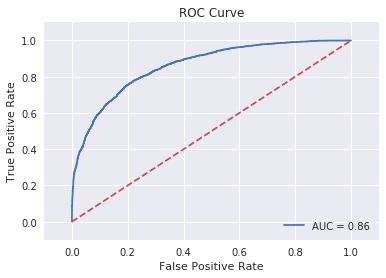 ROC Curve
True Positive Rate
1.0
0.8
0.6
0.4
0.2
0.0
0.0 0.2 0.4 0.6 0.8 1.0
False Positive Rate
AUC = 0.86